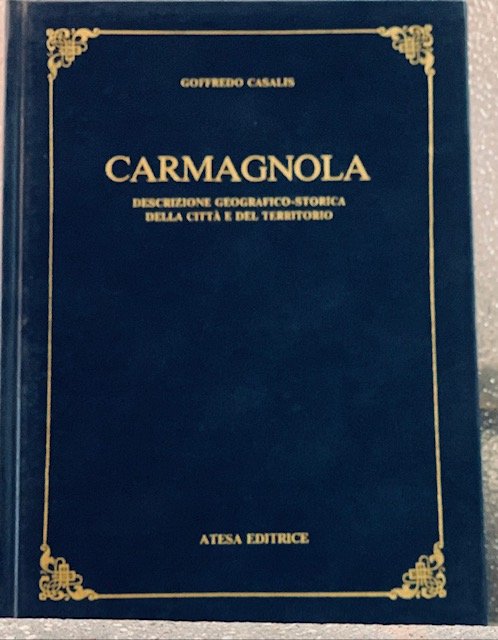 GOFFREDO CASALIS
CARMAGNOLA
DESCRIZIONE GEOGRAFICO-STORICA
DELLA CITTÀ E DEL TERRITORIO
ATESA EDITRICE